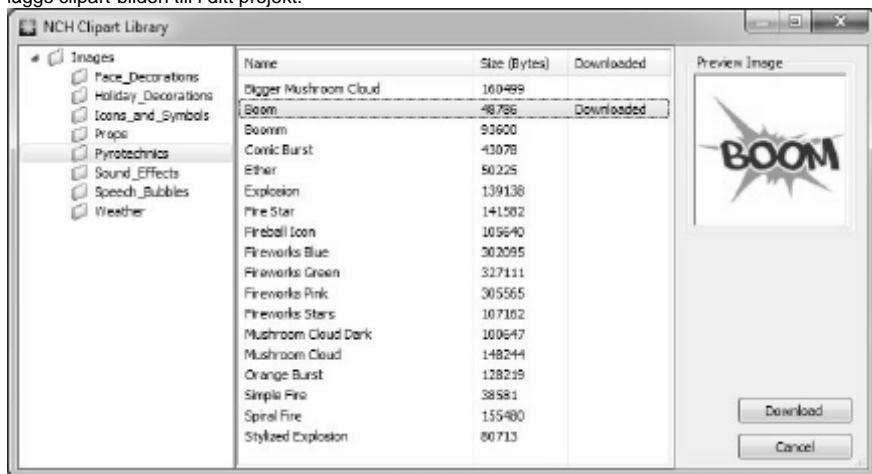 läggs clipart-bilden till i ditt projekt.
NCH Clipart Library
Images
Face_Decorations
Holiday_Decorations
Icons_and_Symbols
Props
Pyrotechnics
Sound_Effects
Speech_Bubbles
Weather
Name Size (Bytes) Downloaded
Bigger Mushroom Cloud 160499
Boom 48786 Downloaded
Boomm 93600
Comic Burst 43078
Ether 50225
Explosion 139138
Fire Star 141582
Fireball Icon 105640
Fireworks Blue 302095
Fireworks Green 327111
Fireworks Pink 305565
Fireworks Stars 107162
Mushroom Cloud Dark 100647
Mushroom Cloud 148244
Orange Burst 128219
Simple Fire 38581
Spiral Fire 155480
Stylized Explosion 80713
Preview Image
BOOM
Download
Cancel